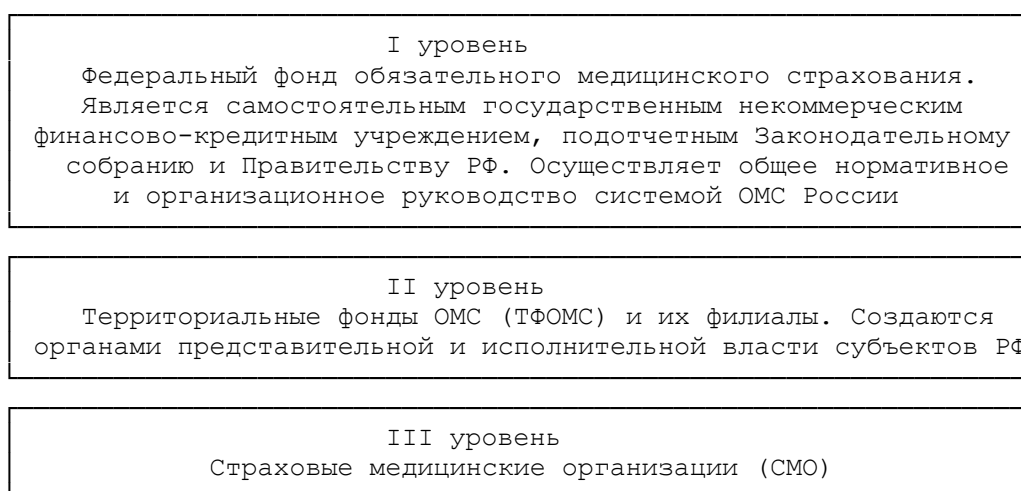 I уровень
Федеральный фонд обязательного медицинского страхования.
Является самостоятельным государственным некоммерческим
финансово-кредитным учреждением, подотчетным Законодательному
собранию и Правительству РФ. Осуществляет общее нормативное
и организационное руководство системой ОМС России
II уровень
Территориальные фонды ОМС (ТФОМС) и их филиалы. Создаются
органами представительной и исполнительной власти субъектов РФ
III уровень
Страховые медицинские организации (СМО)